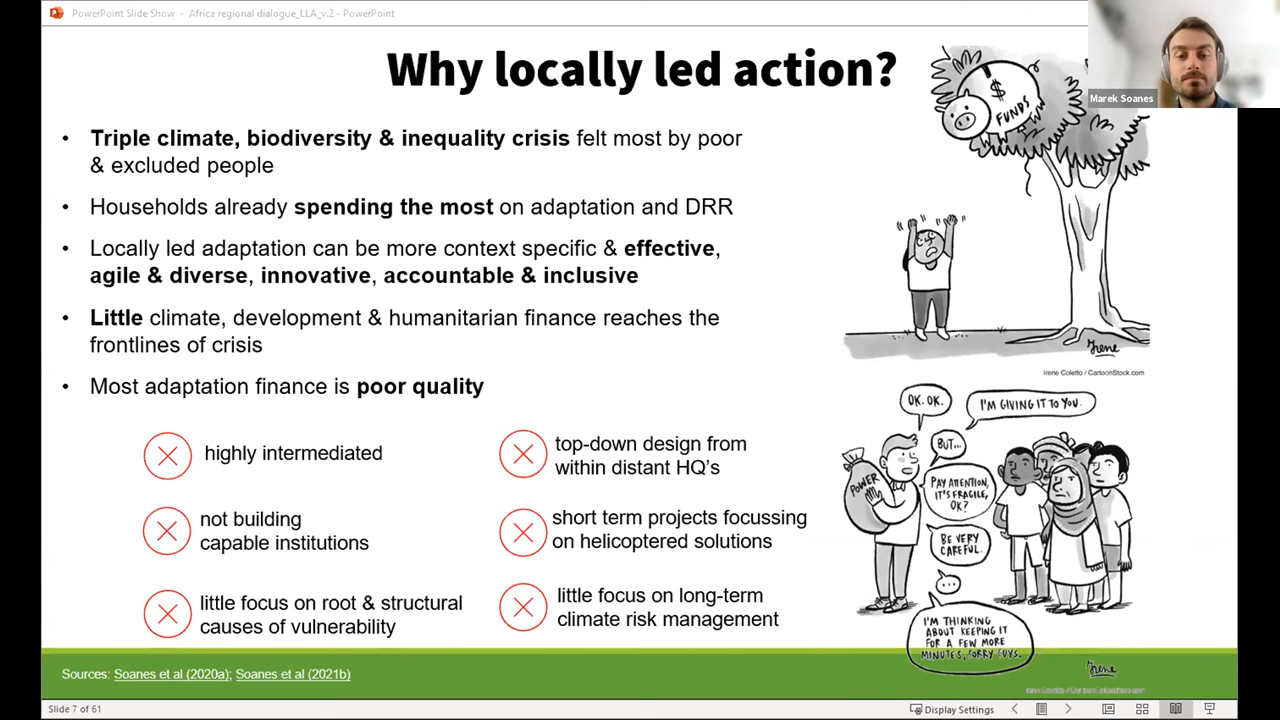 PowerPoint Slide Show - Africa regional dialogue_LLA_v.2 - PowerPoint
Marek Soanes
Why locally led action?
• Triple climate, biodiversity & inequality crisis felt most by poor
& excluded people
• Households already spending the most on adaptation and DRR
• Locally led adaptation can be more context specific & effective,
agile & diverse, innovative, accountable & inclusive
• Little climate, development & humanitarian finance reaches the
frontlines of crisis
• Most adaptation finance is poor quality
highly intermediated
top-down design from
within distant HQ's
not building
capable institutions
short term projects focussing
on helicoptered solutions
little focus on root & structural
causes of vulnerability
little focus on long-term
climate risk management
$
FUNDS
Irene
Irene Coletto / CartoonStock.com
OK. OK.
I'M GIVING IT TO YOU.
BUT...
POWER
PAY ATTENTION,
IT'S FRAGILE,
OK?
BE VERY
CAREFUL.
...
I'M THINKING
ABOUT KEEPING IT
FOR A FEW MORE
MINUTES, SORRY GUYS.
Irene
Sources: Soanes et al (2020a); Soanes et al (2021b)
Slide 7 of 61
Display Settings